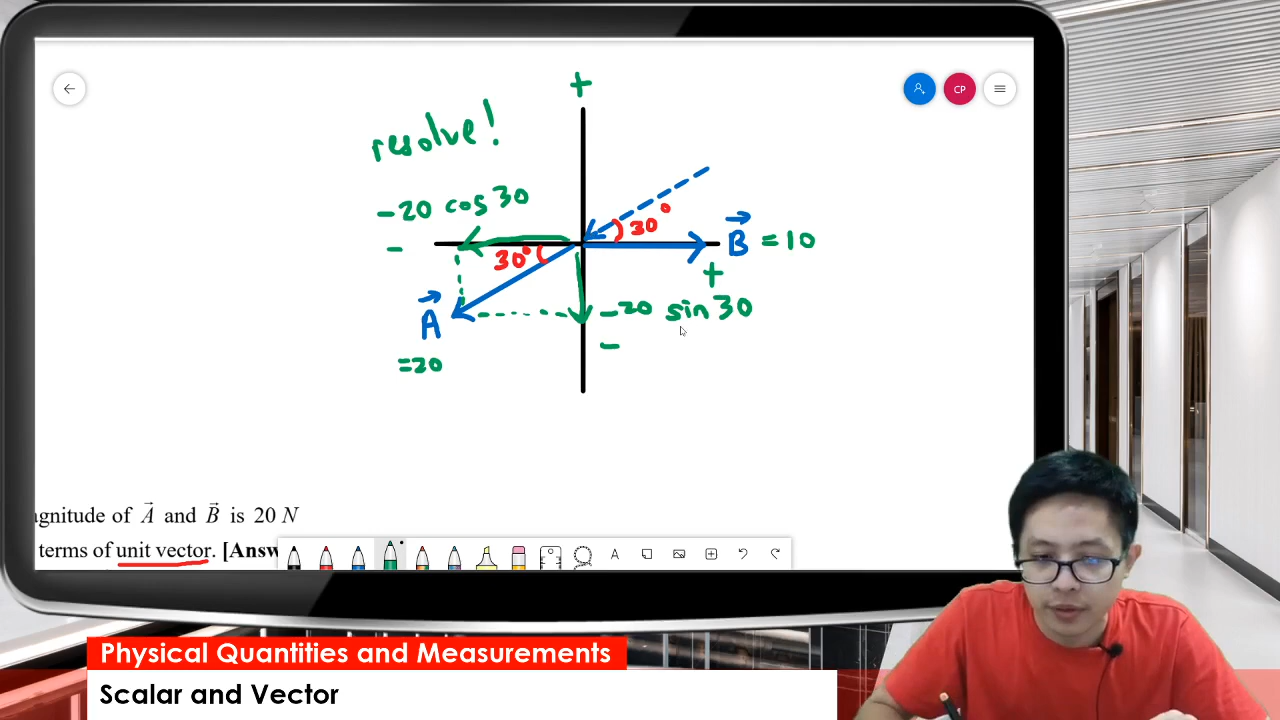 +
resolve!
-20 cos 30
30°
-
30°
B = 10
+
A
-20 sin 30
= 20
-
agnitude of A and B is 20 N
terms of unit vector. [Answ
CP
A
Physical Quantities and Measurements
Scalar and Vector